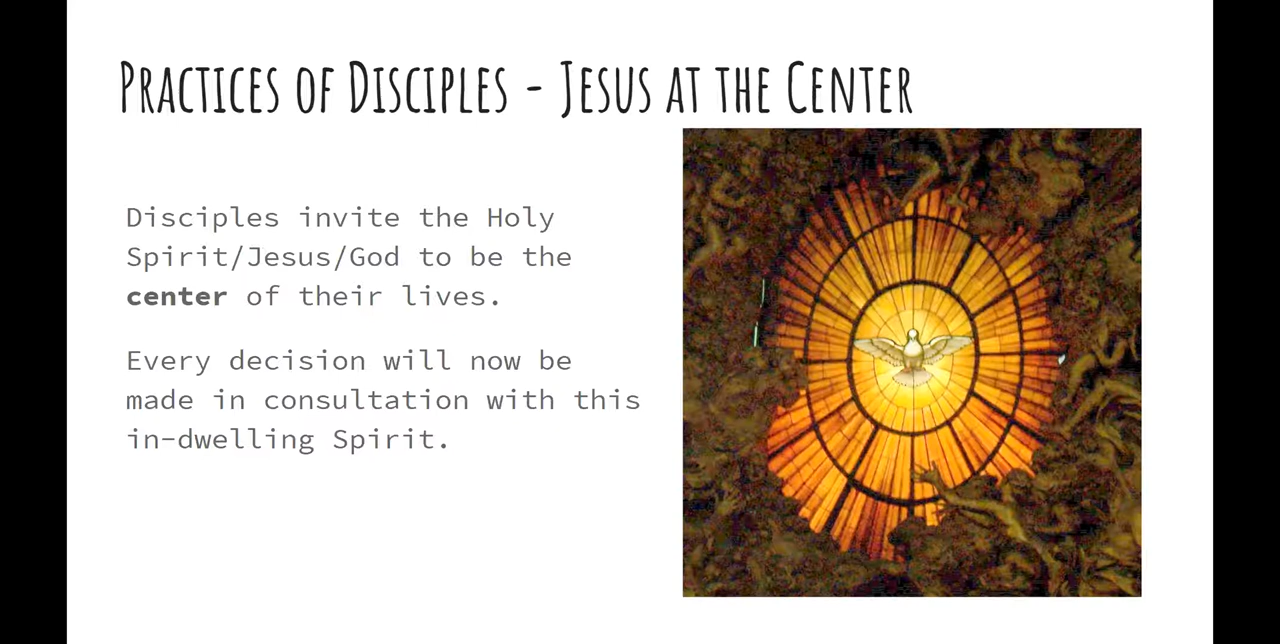 Practices of Disciples - Jesus at the Center
Disciples invite the Holy
Spirit/Jesus/God to be the
center of their lives.
Every decision will now be
made in consultation with this
in-dwelling Spirit.